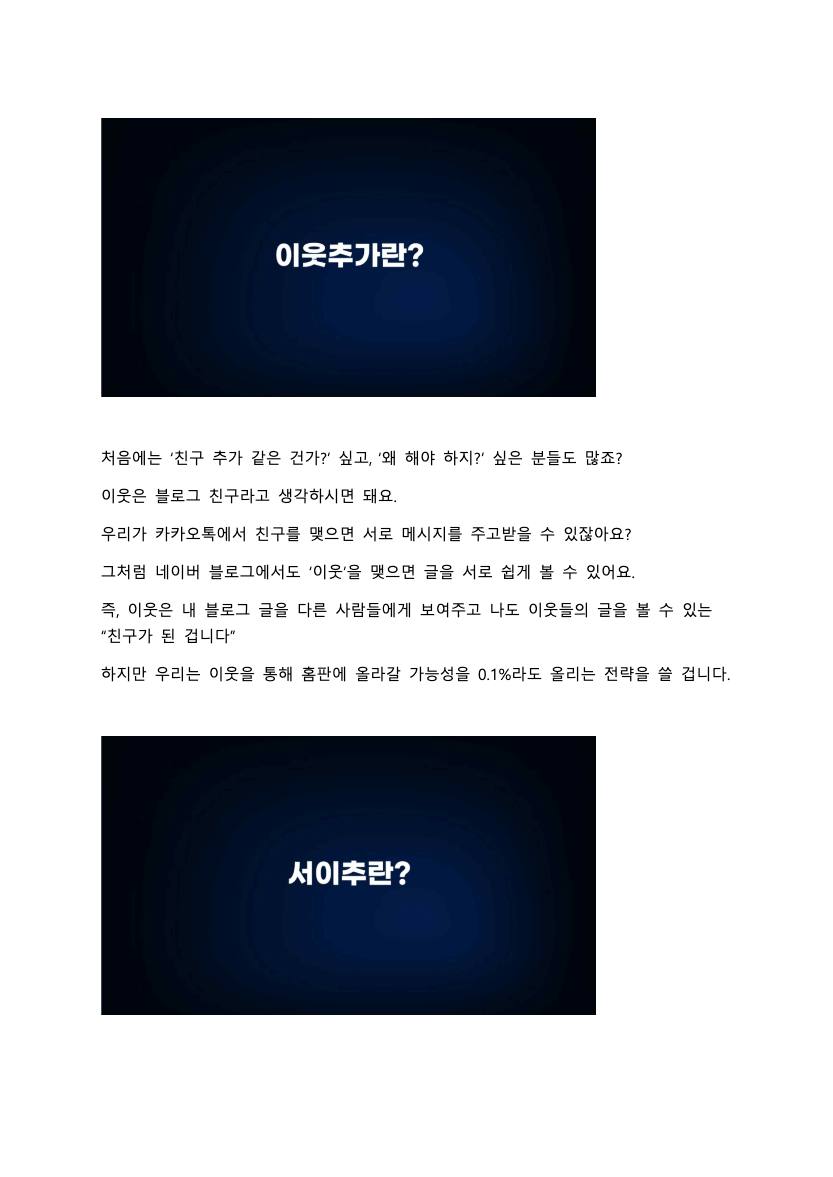 이웃추가란?
처음에는 ‘친구 추가 같은 건가?‘ 싶고, ‘왜 해야 하지?‘ 싶은 분들도 많죠?
이웃은 블로그 친구라고 생각하시면 돼요.
우리가 카카오톡에서 친구를 맺으면 서로 메시지를 주고받을 수 있잖아요?
그처럼 네이버 블로그에서도 ‘이웃’을 맺으면 글을 서로 쉽게 볼 수 있어요.
즉, 이웃은 내 블로그 글을 다른 사람들에게 보여주고 나도 이웃들의 글을 볼 수 있는
“친구가 된 겁니다”
하지만 우리는 이웃을 통해 홈판에 올라갈 가능성을 0.1%라도 올리는 전략을 쓸 겁니다.
서이추란?